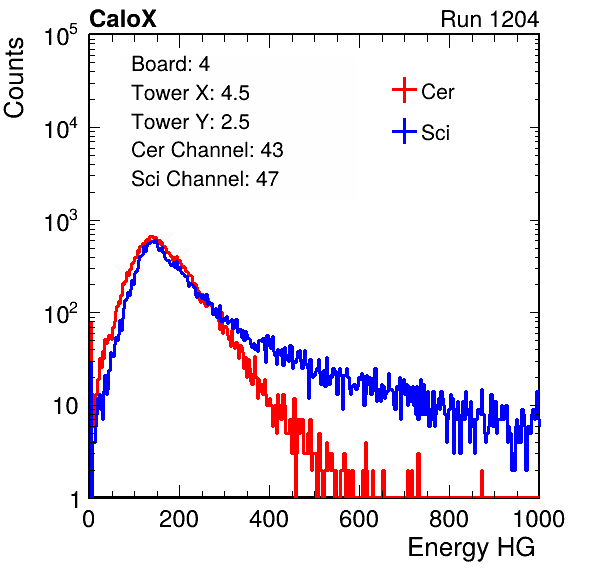 CaloX Run 1204
10^5
Counts
Board: 4
Tower X: 4.5
Tower Y: 2.5
Cer Channel: 43
Sci Channel: 47
Cer
Sci
10^4
10^3
10^2
10
1
0 200 400 600 800 1000
Energy HG